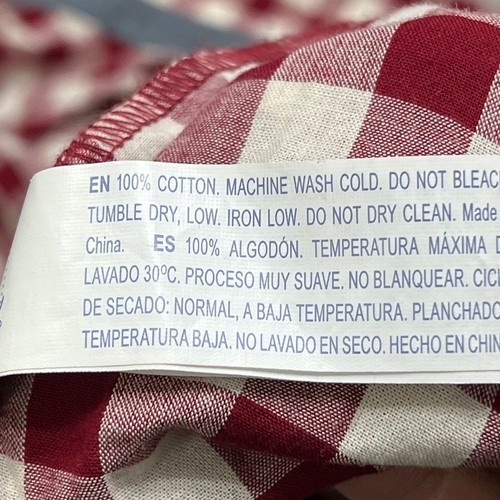 EN 100% COTTON. MACHINE WASH COLD. DO NOT BLEAC
TUMBLE DRY, LOW. IRON LOW. DO NOT DRY CLEAN. Made
China. ES 100% ALGODÓN. TEMPERATURA MÁXIMA D
LAVADO 30ºC. PROCESO MUY SUAVE. NO BLANQUEAR. CIC
DE SECADO: NORMAL, A BAJA TEMPERATURA. PLANCHADO
TEMPERATURA BAJA. NO LAVADO EN SECO. HECHO EN CHIN